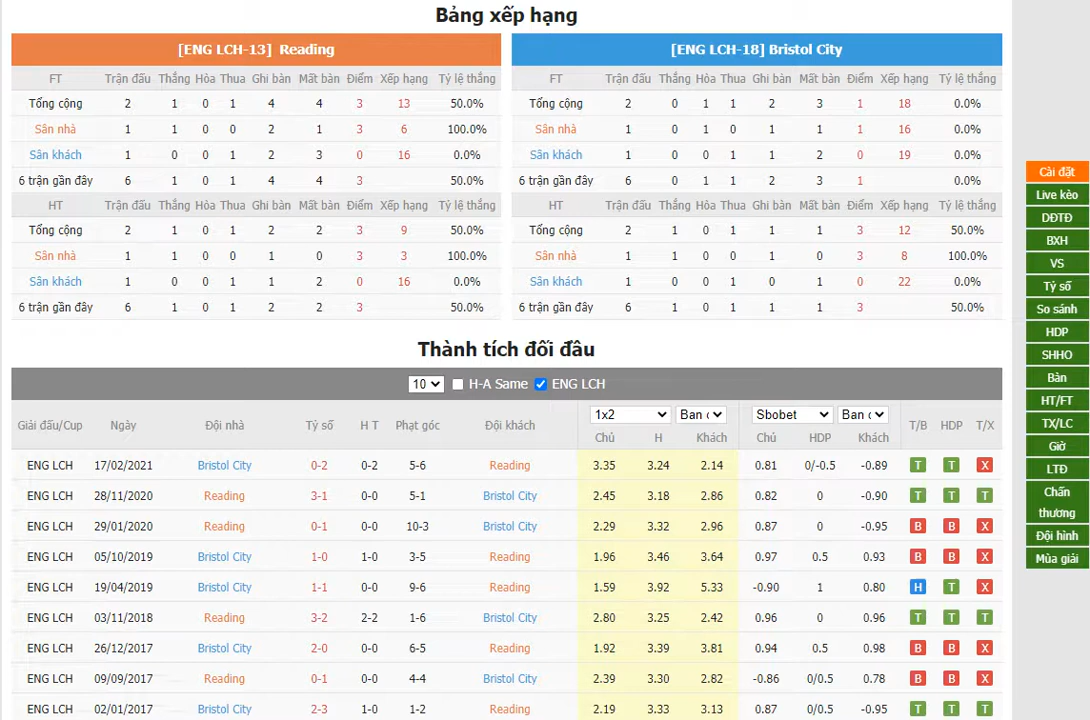 Bảng xếp hạng
[ENG LCH-13] Reading
FT Trận đấu Thắng Hòa Thua Ghi bàn Mất bàn Điểm Xếp hạng Tỷ lệ thắng
Tổng cộng 2 1 0 1 4 4 3 13 50.0%
Sân nhà 1 1 0 0 2 1 3 6 100.0%
Sân khách 1 0 0 1 2 3 0 16 0.0%
6 trận gần đây 6 1 0 1 4 4 3 50.0%
HT Trận đấu Thắng Hòa Thua Ghi bàn Mất bàn Điểm Xếp hạng Tỷ lệ thắng
Tổng cộng 2 1 0 1 2 2 3 9 50.0%
Sân nhà 1 1 0 0 1 0 3 3 100.0%
Sân khách 1 0 0 1 1 2 0 16 0.0%
6 trận gần đây 6 1 0 1 2 2 3 50.0%
[ENG LCH-18] Bristol City
FT Trận đấu Thắng Hòa Thua Ghi bàn Mất bàn Điểm Xếp hạng Tỷ lệ thắng
Tổng cộng 2 0 1 1 2 3 1 18 0.0%
Sân nhà 1 0 1 0 1 1 1 16 0.0%
Sân khách 1 0 0 1 1 2 0 19 0.0%
6 trận gần đây 6 0 1 1 2 3 1 0.0%
HT Trận đấu Thắng Hòa Thua Ghi bàn Mất bàn Điểm Xếp hạng Tỷ lệ thắng
Tổng cộng 2 1 0 1 1 1 3 12 50.0%
Sân nhà 1 1 0 0 1 0 3 8 100.0%
Sân khách 1 0 0 1 0 1 0 22 0.0%
6 trận gần đây 6 1 0 1 1 1 3 50.0%
Thành tích đối đầu
10 H-A Same ENG LCH
1x2 Ban c Sbobet Ban c
Giải đấu/Cup Ngày Đội nhà Tỷ số H T Phạt góc Đội khách Chủ H Khách Chủ HDP Khách T/B HDP T/X
ENG LCH 17/02/2021 Bristol City 0-2 0-2 5-6 Reading 3.35 3.24 2.14 0.81 0/-0.5 -0.89 T T X
ENG LCH 28/11/2020 Reading 3-1 0-0 5-1 Bristol City 2.45 3.18 2.86 0.82 0 -0.90 T T T
ENG LCH 29/01/2020 Reading 0-1 0-0 10-3 Bristol City 2.29 3.32 2.96 0.87 0 -0.95 B B X
ENG LCH 05/10/2019 Bristol City 1-0 1-0 3-5 Reading 1.96 3.46 3.64 0.97 0.5 0.93 B B X
ENG LCH 19/04/2019 Bristol City 1-1 0-0 9-6 Reading 1.59 3.92 5.33 -0.90 1 0.80 H T X
ENG LCH 03/11/2018 Reading 3-2 2-2 1-6 Bristol City 2.80 3.25 2.42 0.96 0 0.96 T T T
ENG LCH 26/12/2017 Bristol City 2-0 0-0 6-5 Reading 1.92 3.39 3.81 0.94 0.5 0.98 B B X
ENG LCH 09/09/2017 Reading 0-1 0-0 4-4 Bristol City 2.39 3.30 2.82 -0.86 0/0.5 0.78 B B X
ENG LCH 02/01/2017 Bristol City 2-3 1-0 1-2 Reading 2.19 3.33 3.13 0.87 0/0.5 -0.95 T T T
Cài đặt
Live kèo
DĐTĐ
BXH
VS
Tỷ số
So sánh
HDP
SHHO
Bàn
HT/FT
TX/LC
Giờ
LTĐ
Chấn
thương
Đội hình
Mùa giải